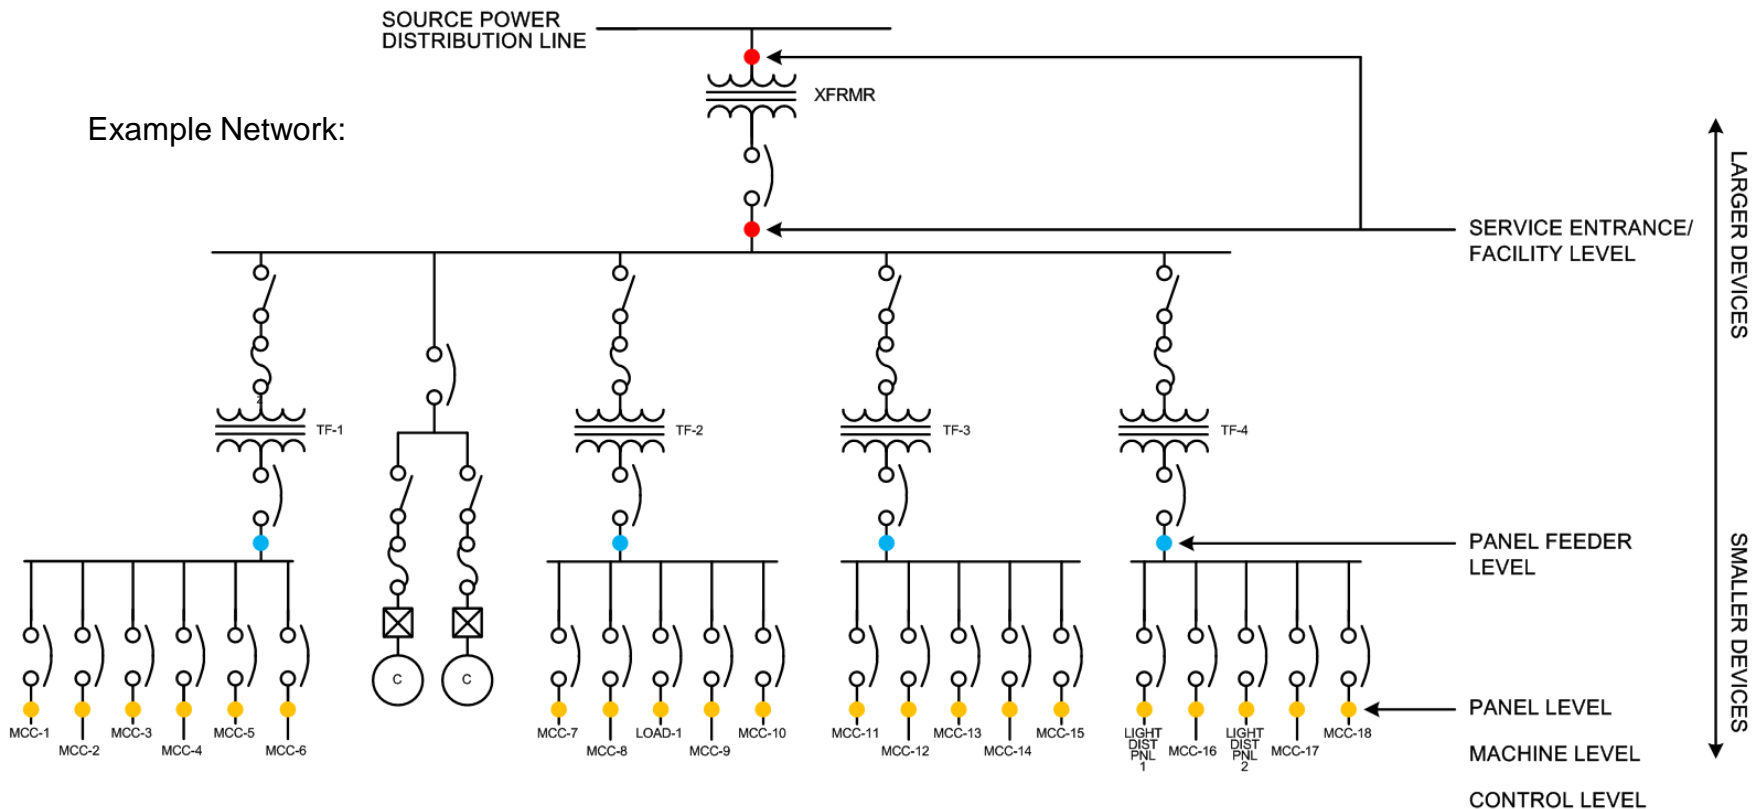 SOURCE POWER
DISTRIBUTION LINE
XFRMR
Example Network:
LARGER DEVICES
SERVICE ENTRANCE/
FACILITY LEVEL
2
TF-1
TF-2
TF-3
TF-4
SMALLER DEVICES
PANEL FEEDER
LEVEL
C
C
PANEL LEVEL
MCC-1
MCC-2
MCC-3
MCC-4
MCC-5
MCC-6
MCC-7
MCC-8
LOAD-1
MCC-9
MCC-10
MCC-11
MCC-12
MCC-13
MCC-14
MCC-15
LIGHT
DIST
PNL
1
MCC-16
LIGHT
DIST
PNL
2
MCC-17
MCC-18
MACHINE LEVEL
CONTROL LEVEL